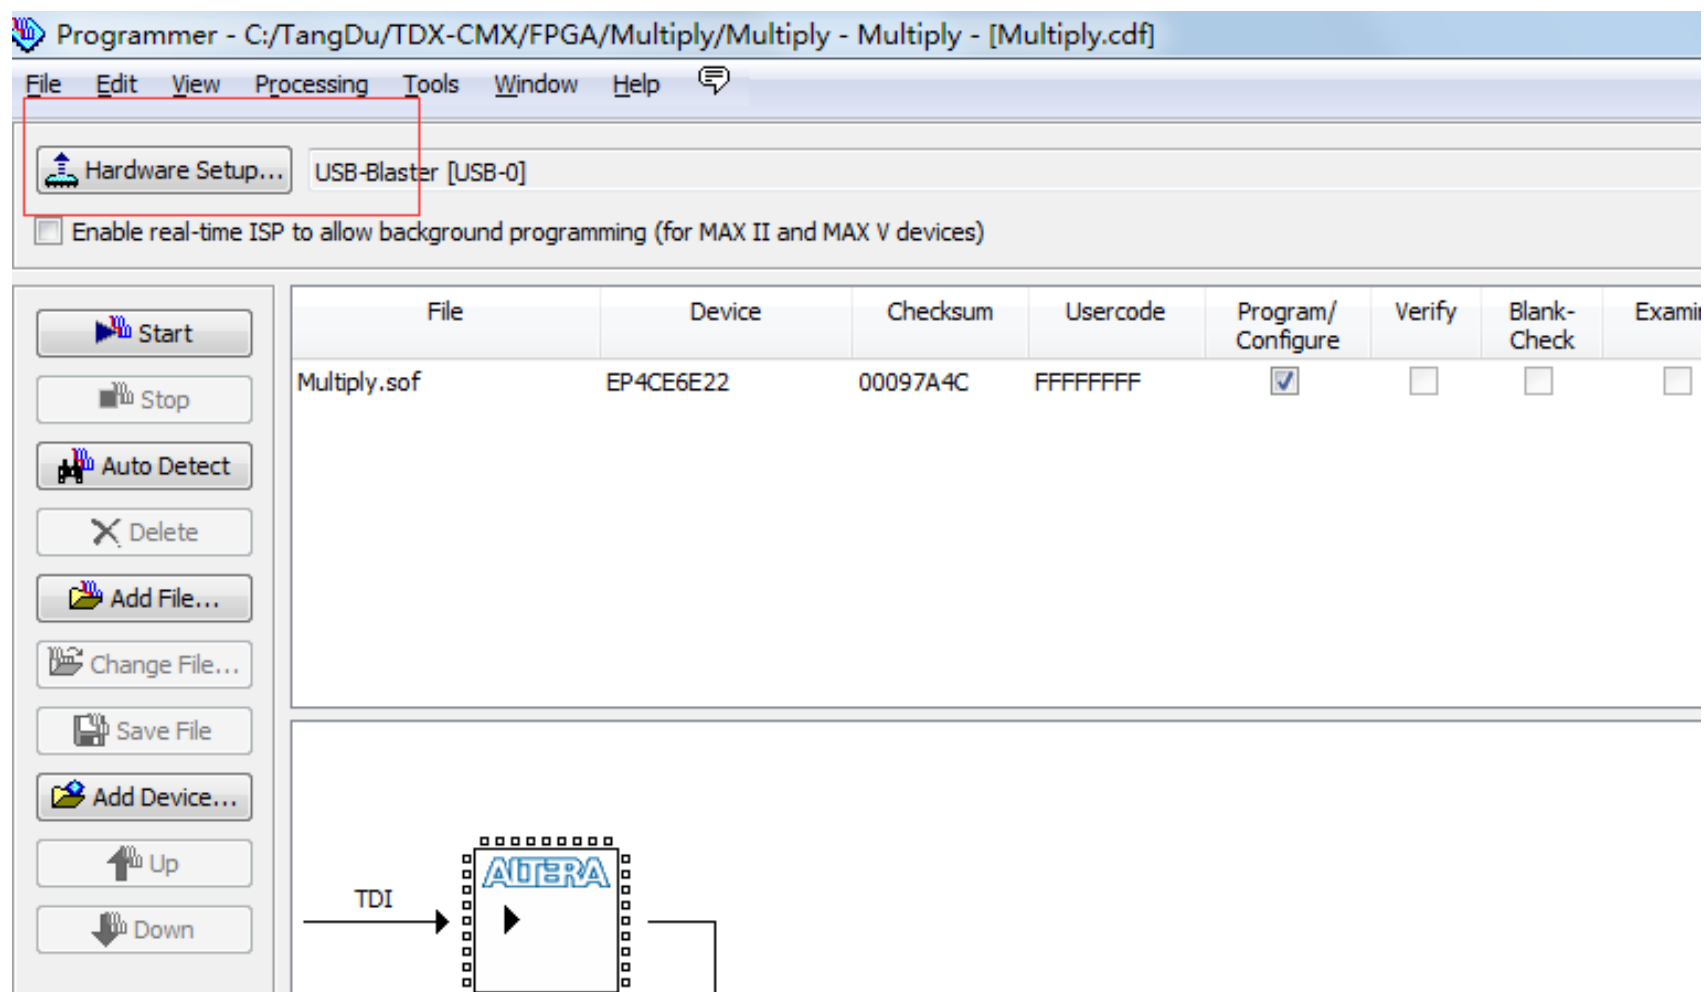 Programmer - C:/TangDu/TDX-CMX/FPGA/Multiply/Multiply - Multiply - [Multiply.cdf]
File Edit View Processing Tools Window Help
Hardware Setup... USB-Blaster [USB-0]
Enable real-time ISP to allow background programming (for MAX II and MAX V devices)
File Device Checksum Usercode Program/ Configure Verify Blank- Check Examin
Multiply.sof EP4CE6E22 00097A4C FFFFFFFF
Start
Stop
Auto Detect
Delete
Add File...
Change File...
Save File
Add Device...
Up
Down
ALTERA
TDI